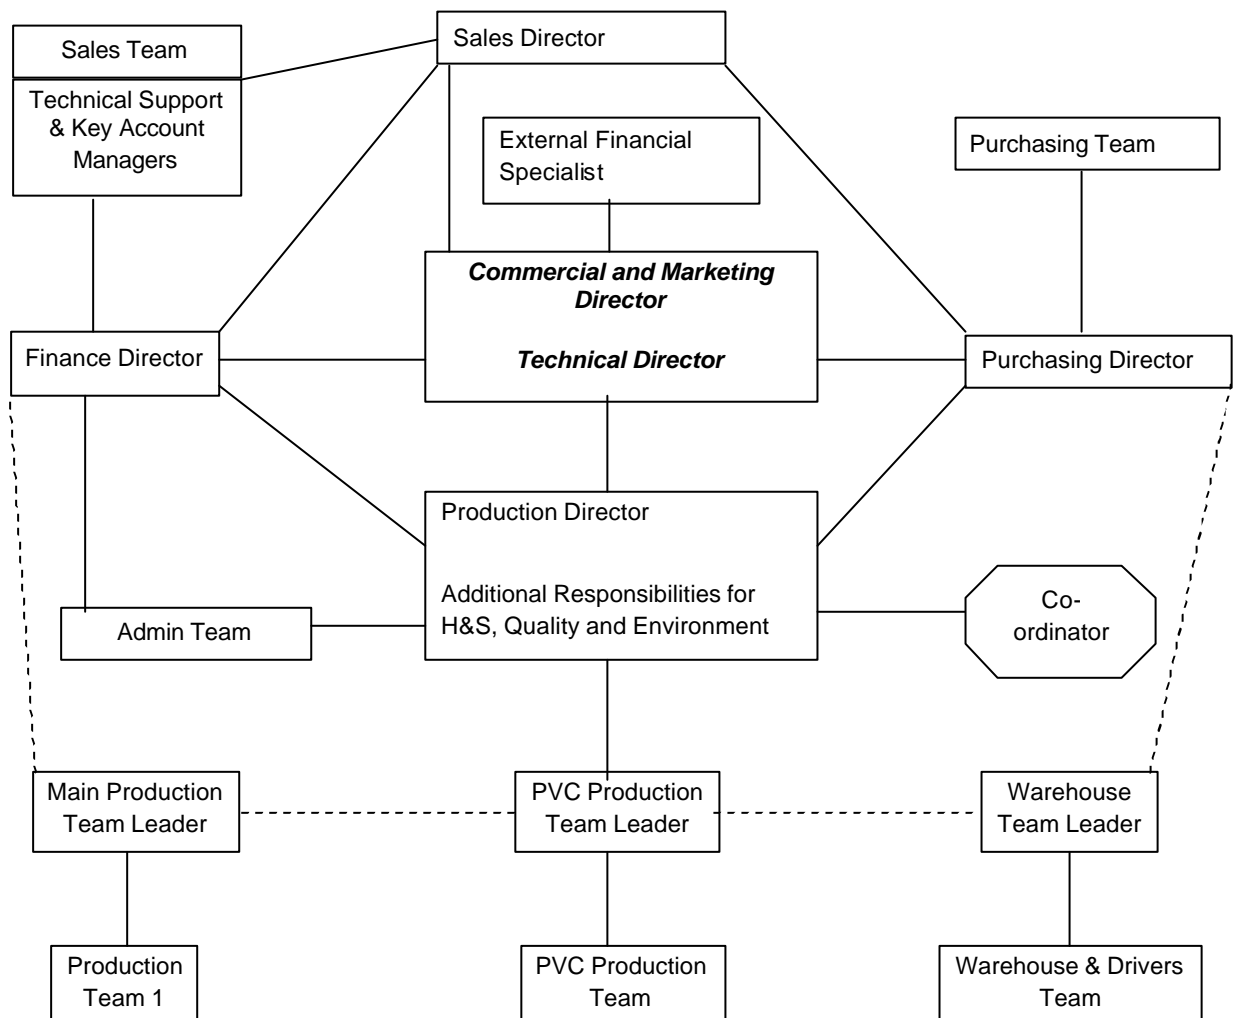 Sales Team
Sales Director
Technical Support
& Key Account
Managers
External Financial
Specialist
Purchasing Team
Commercial and Marketing
Director
Technical Director
Finance Director
Purchasing Director
Production Director
Additional Responsibilities for
H&S, Quality and Environment
Admin Team
Co-
ordinator
Main Production
Team Leader
PVC Production
Team Leader
Warehouse
Team Leader
Production
Team 1
PVC Production
Team
Warehouse & Drivers
Team